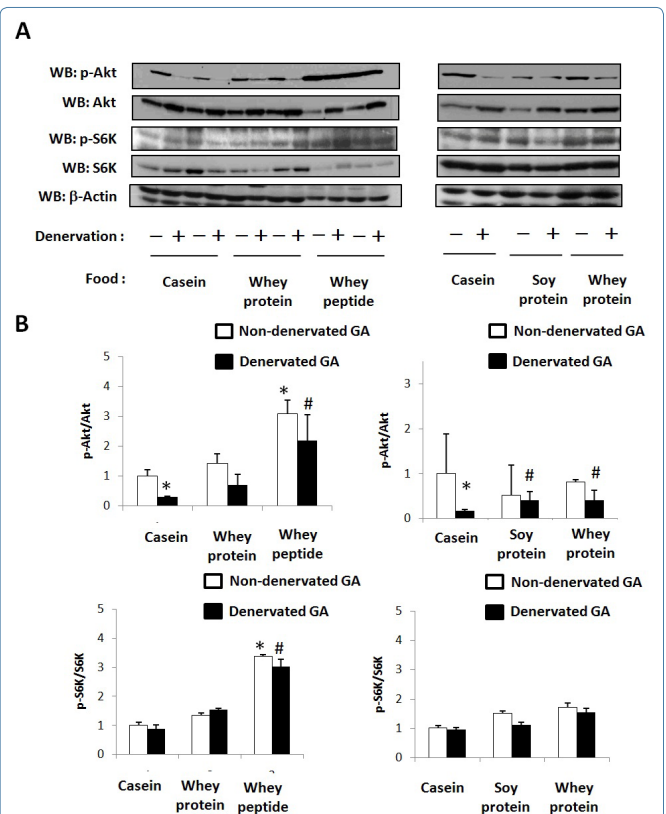 A
WB: p-Akt
WB: Akt
WB: p-S6K
WB: S6K
WB: β-Actin
Denervation : − + − + − + − + − + − + − + − + − +
Food : Casein Whey protein Whey peptide Casein Soy protein Whey protein
B
Non-denervated GA
Denervated GA
p-Akt/Akt
5
4
3
2
1
0
*
*
#
Casein Whey protein Whey peptide
Non-denervated GA
Denervated GA
p-Akt/Akt
3
2
1
0
*
#
#
Casein Soy protein Whey protein
Non-denervated GA
Denervated GA
p-S6K/S6K
5
4
3
2
1
0
*
#
Casein Whey protein Whey peptide
Non-denervated GA
Denervated GA
p-S6K/S6K
5
4
3
2
1
0
Casein Soy protein Whey protein